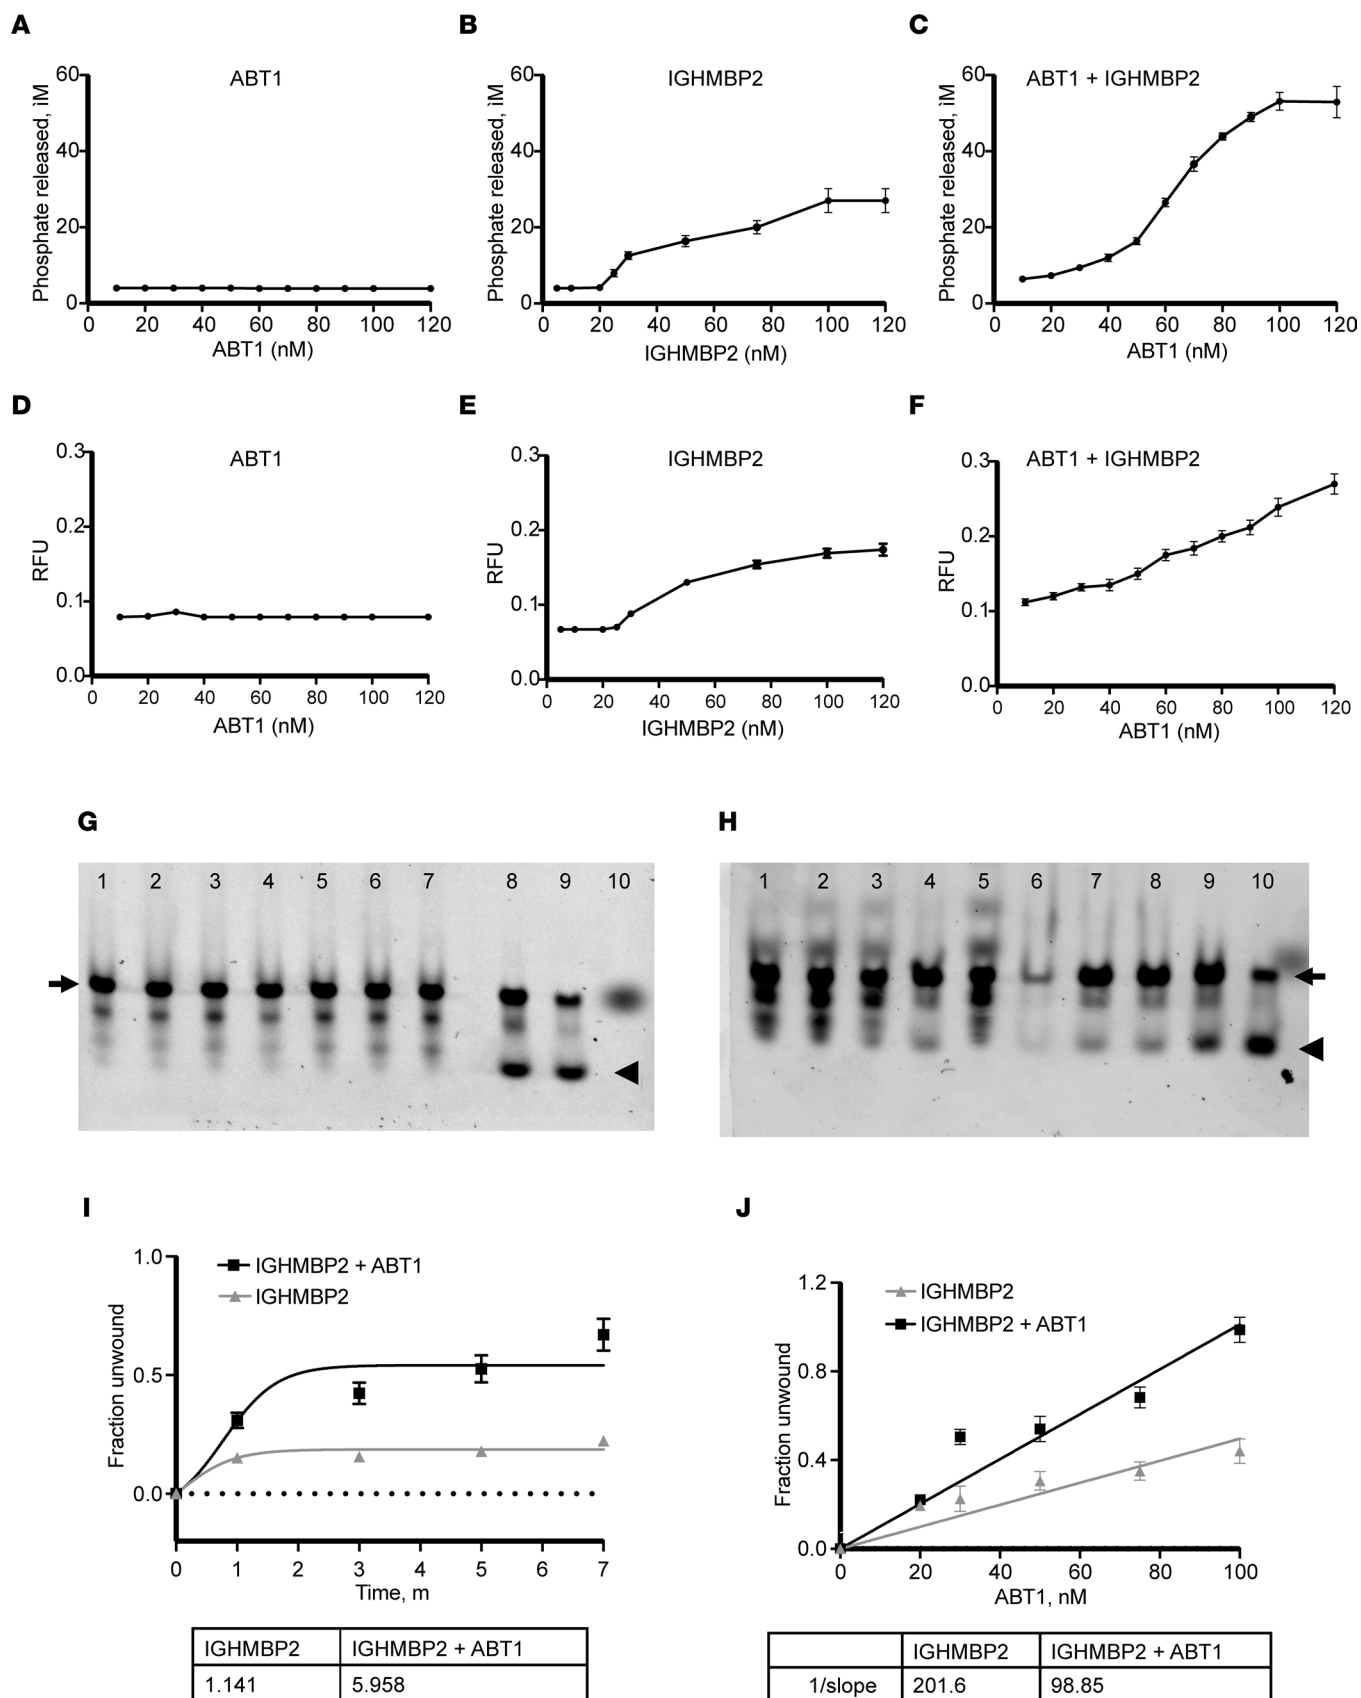 A
B
C
ABT1
IGHMBP2
ABT1 + IGHMBP2
Phosphate released, ìM
60
40
20
0
0 20 40 60 80 100 120
ABT1 (nM)
Phosphate released, ìM
60
40
20
0
0 20 40 60 80 100 120
IGHMBP2 (nM)
Phosphate released, ìM
60
40
20
0
0 20 40 60 80 100 120
ABT1 (nM)
D
E
F
ABT1
IGHMBP2
ABT1 + IGHMBP2
RFU
0.3
0.2
0.1
0.0
0 20 40 60 80 100 120
ABT1 (nM)
RFU
0.3
0.2
0.1
0.0
0 20 40 60 80 100 120
IGHMBP2 (nM)
RFU
0.3
0.2
0.1
0.0
0 20 40 60 80 100 120
ABT1 (nM)
G
1 2 3 4 5 6 7 8 9 10
H
1 2 3 4 5 6 7 8 9 10
I
IGHMBP2 + ABT1
IGHMBP2
Fraction unwound
1.0
0.5
0.0
0 1 2 3 4 5 6 7
Time, m
IGHMBP2 IGHMBP2 + ABT1
1.141 5.958
J
IGHMBP2
IGHMBP2 + ABT1
Fraction unwound
1.2
0.8
0.4
0.0
0 20 40 60 80 100
ABT1, nM
IGHMBP2 IGHMBP2 + ABT1
1/slope 201.6 98.85